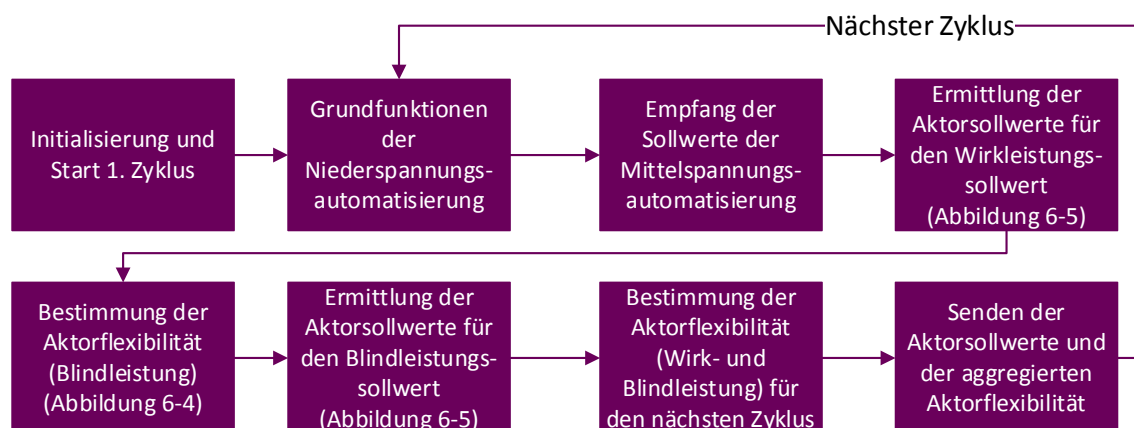 Nächster Zyklus
Initialisierung und
Start 1. Zyklus
Grundfunktionen
der
Niederspannungs-
automatisierung
Empfang der
Sollwerte der
Mittelspannungs-
automatisierung
Ermittlung der
Aktorsollwerte für
den Wirkleistungs-
sollwert
(Abbildung 6-5)
Bestimmung der
Aktorflexibilität
(Blindleistung)
(Abbildung 6-4)
Ermittlung der
Aktorsollwerte für
den Blindleistungs-
sollwert
(Abbildung 6-5)
Bestimmung der
Aktorflexibilität
(Wirk- und
Blindleistung) für
den nächsten Zyklus
Senden der
Aktorsollwerte und
der aggregierten
Aktorflexibilität